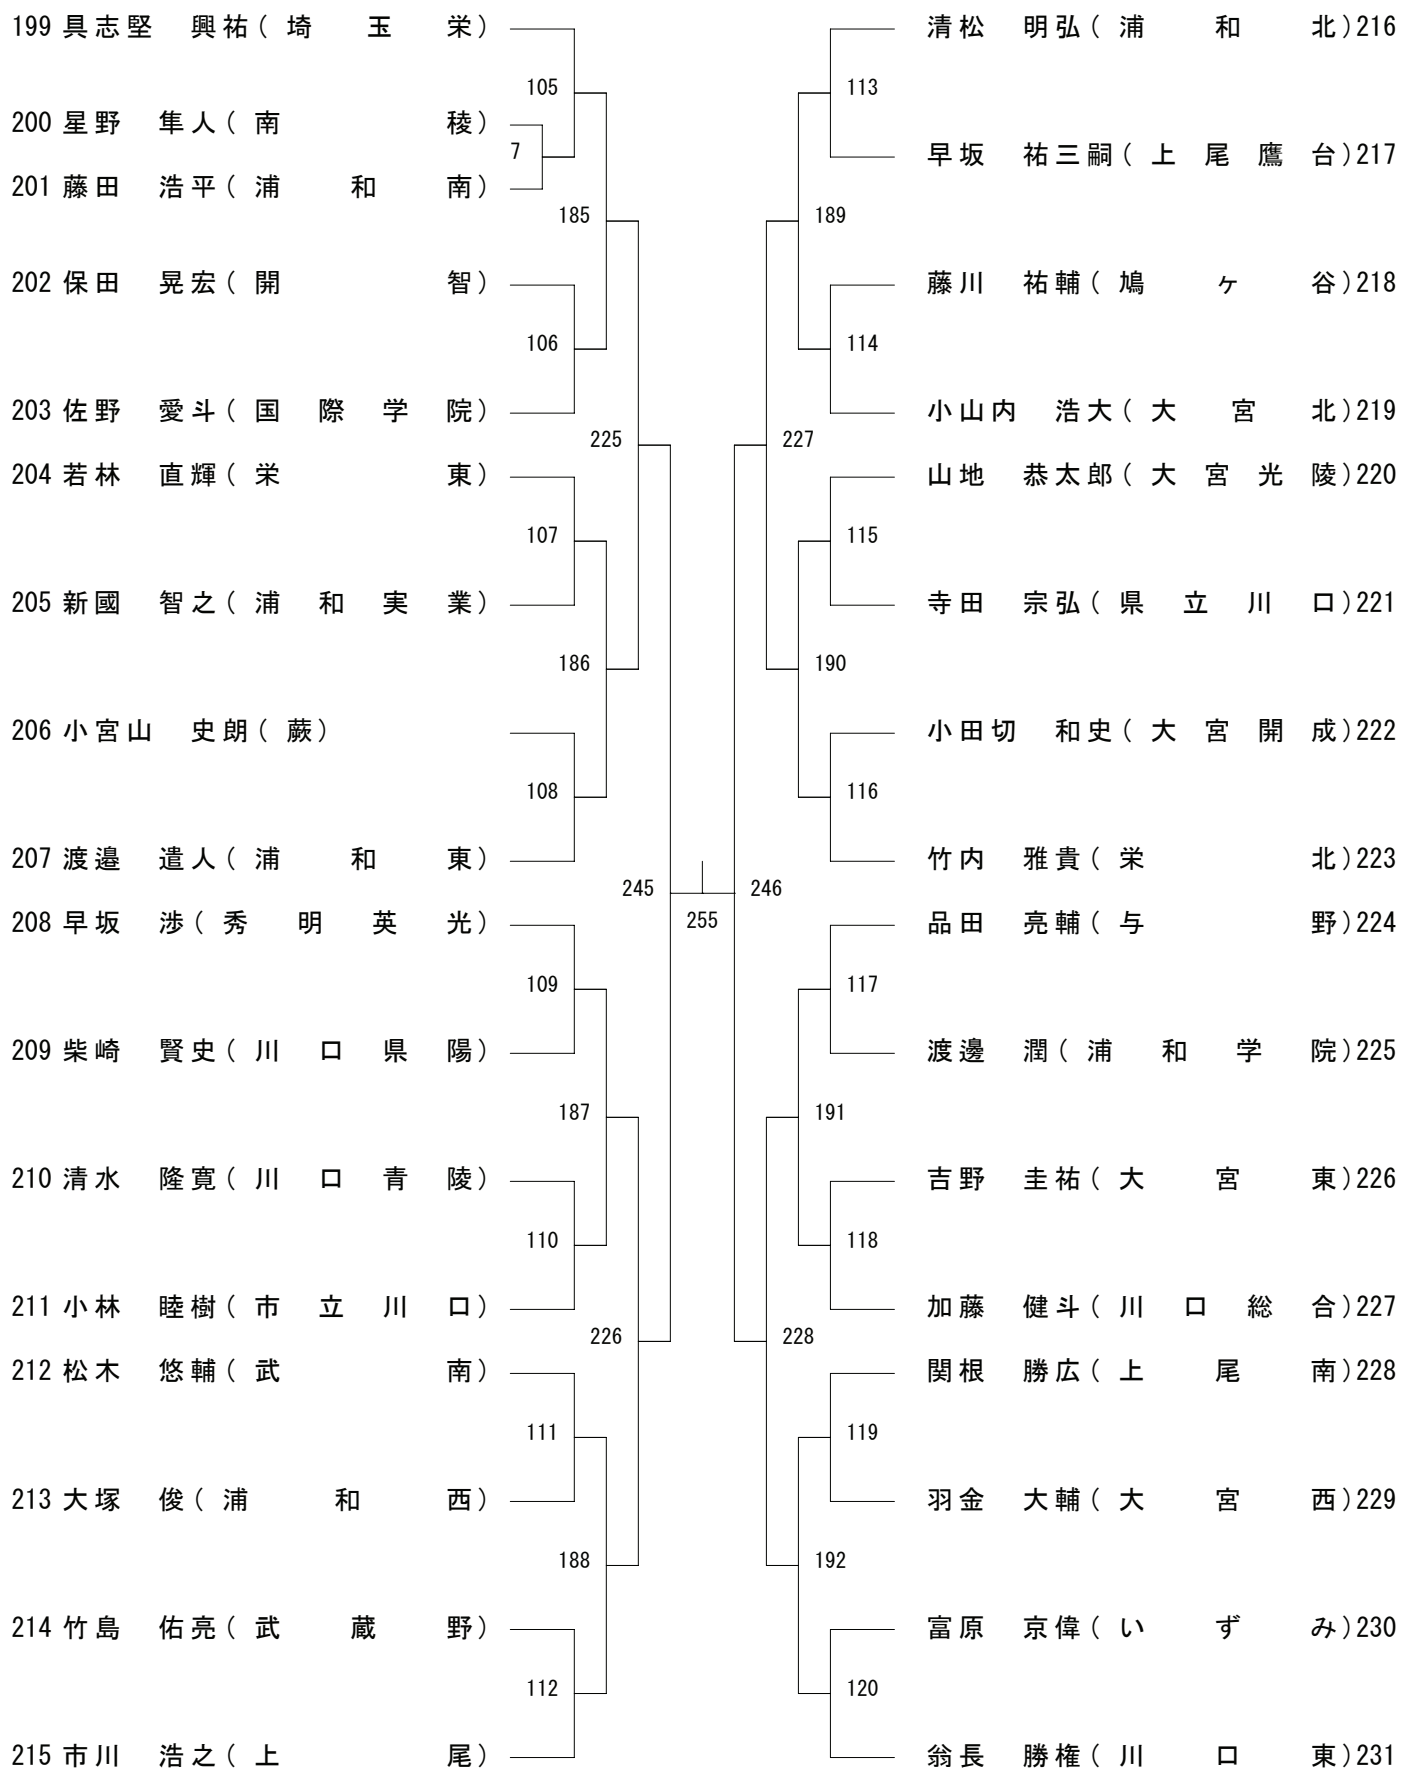 199 具志堅 興祐(埼玉栄)
105
200 星野 隼人(南稜)
7
201 藤田 浩平(浦和南)
185
202 保田 晃宏(開智)
106
203 佐野 愛斗(国際学院)
225
204 若林 直輝(栄東)
107
205 新國 智之(浦和実業)
186
206 小宮山 史朗(蕨)
108
207 渡邉 遣人(浦和東)
245
208 早坂 渉(秀明英光)
109
209 柴崎 賢史(川口県陽)
187
210 清水 隆寛(川口青陵)
110
211 小林 睦樹(市立川口)
226
212 松木 悠輔(武南)
111
213 大塚 俊(浦和西)
188
214 竹島 佑亮(武蔵野)
112
215 市川 浩之(上尾)
255
清松 明弘(浦和北)216
113
早坂 祐三嗣(上尾鷹台)217
189
藤川 祐輔(鳩ヶ谷)218
114
小山内 浩大(大宮北)219
227
山地 恭太郎(大宮光陵)220
115
寺田 宗弘(県立川口)221
190
小田切 和史(大宮開成)222
116
竹内 雅貴(栄北)223
246
品田 亮輔(与野)224
117
渡邊 潤(浦和学院)225
191
吉野 圭祐(大宮東)226
118
加藤 健斗(川口総合)227
228
関根 勝広(上尾南)228
119
羽金 大輔(大宮西)229
192
富原 京偉(いずみ)230
120
翁長 勝権(川口東)231